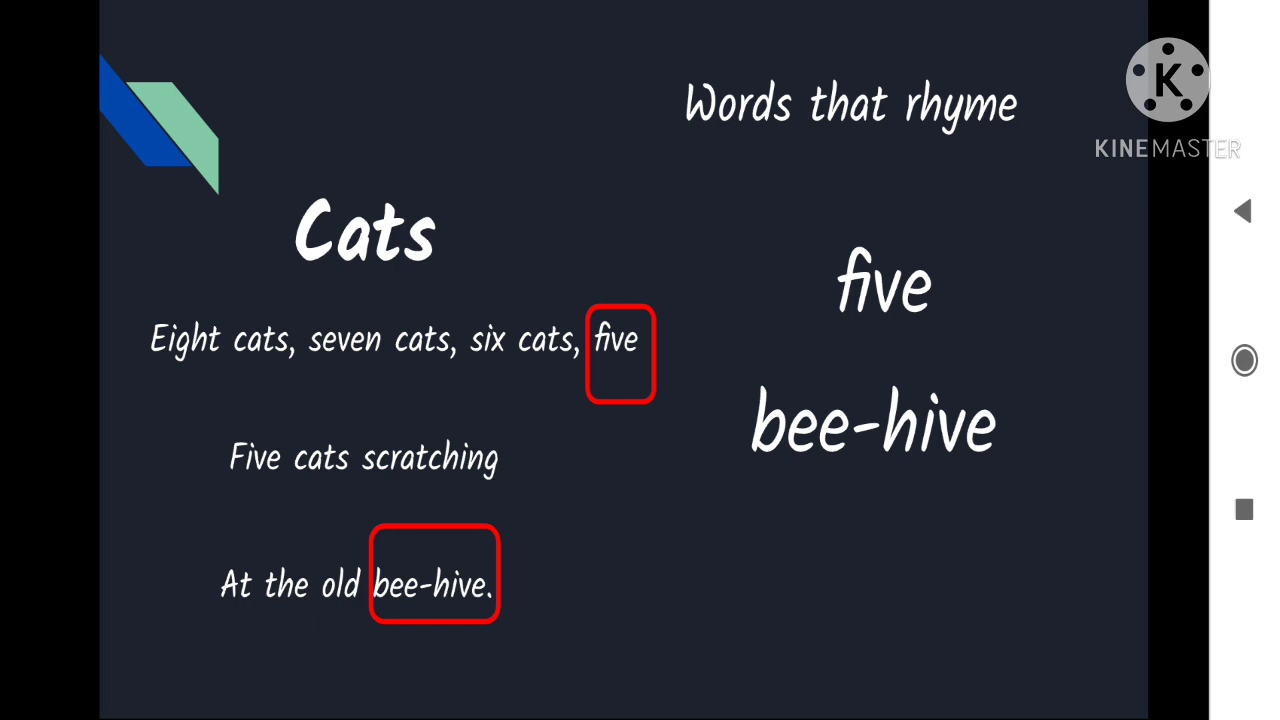 Words that rhyme
KINEMASTER
Cats
five
Eight cats, seven cats, six cats, five
bee-hive
Five cats scratching
At the old bee-hive.